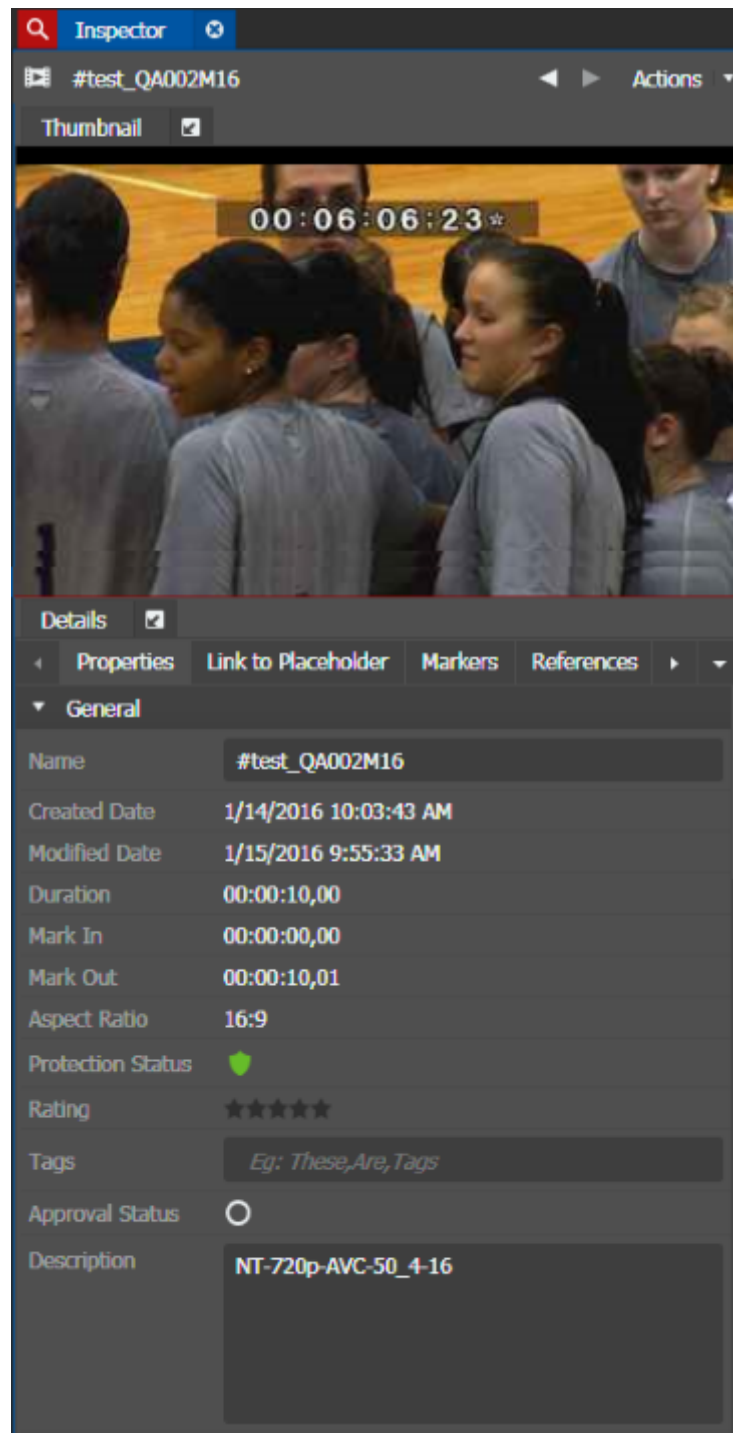 Inspector
#test_QA002M16
Actions
Thumbnail
00:06:06:23*
Details
Properties Link to Placeholder Markers References
General
Name #test_QA002M16
Created Date 1/14/2016 10:03:43 AM
Modified Date 1/15/2016 9:55:33 AM
Duration 00:00:10,00
Mark In 00:00:00,00
Mark Out 00:00:10,01
Aspect Ratio 16:9
Protection Status
Rating
Tags Eg: These,Are,Tags
Approval Status
Description NT-720p-AVC-50_4-16